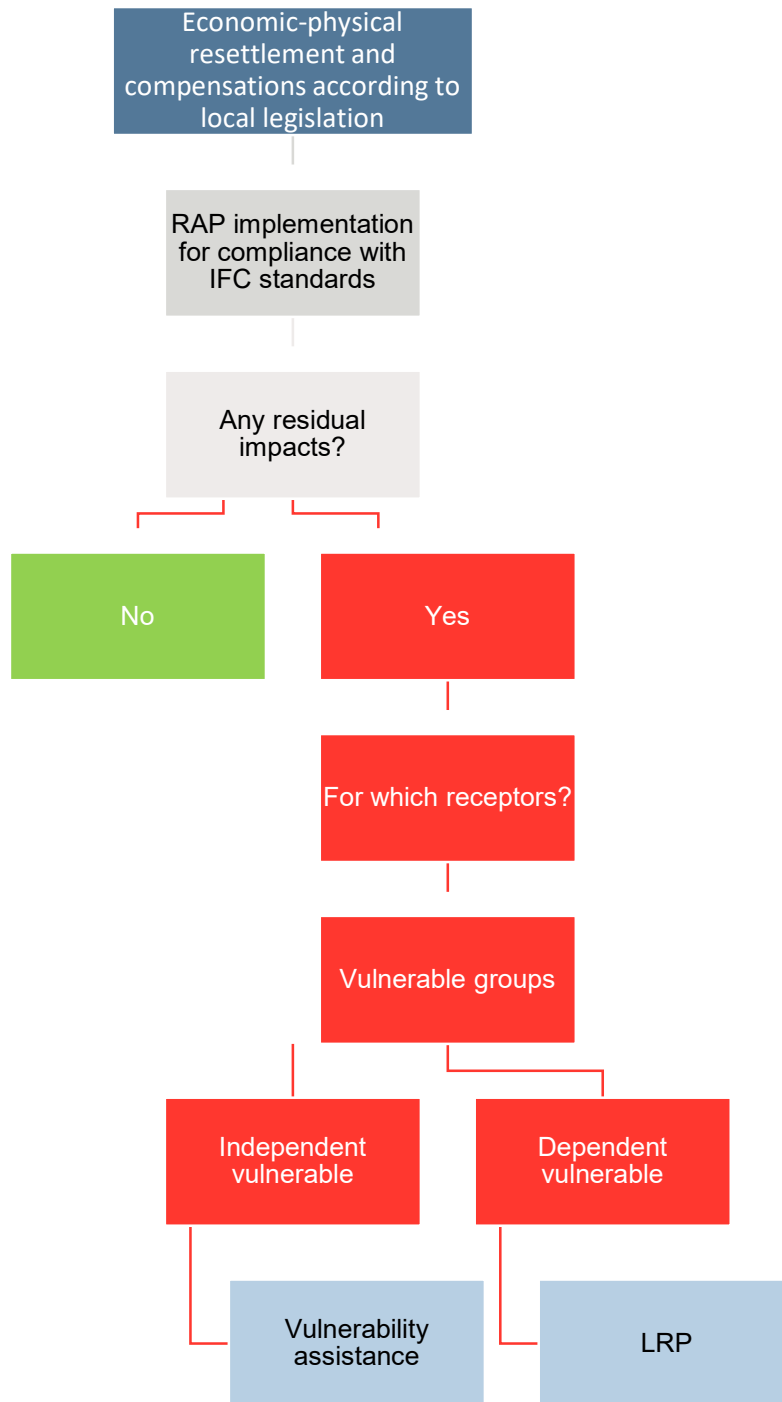 Economic-physical
resettlement and
compensations according to
local legislation
RAP implementation
for compliance with
IFC standards
Any residual
impacts?
No
Yes
For which receptors?
Vulnerable groups
Independent
vulnerable
Dependent
vulnerable
Vulnerability
assistance
LRP